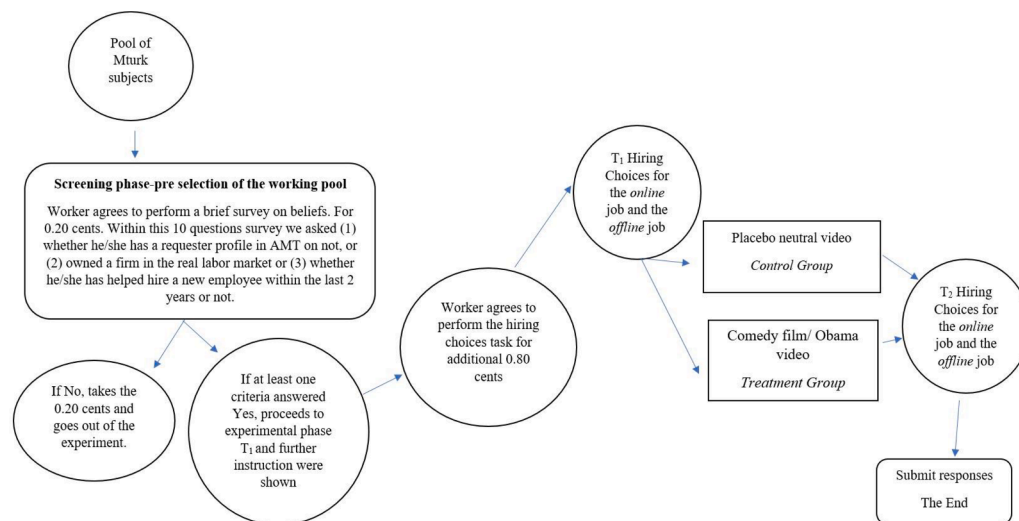 Pool of
Mturk
subjects
Screening phase-pre selection of the working pool
Worker agrees to perform a brief survey on beliefs. For
0.20 cents. Within this 10 questions survey we asked (1)
whether he/she has a requester profile in AMT on not, or
(2) owned a firm in the real labor market or (3) whether
he/she has helped hire a new employee within the last 2
years or not.
If No, takes the
0.20 cents and
goes out of the
experiment.
If at least one
criteria answered
Yes, proceeds to
experimental phase
T₁ and further
instruction were
shown
Worker agrees to
perform the hiring
choices task for
additional 0.80
cents
T₁ Hiring
Choices for
the online
job and the
offline job
Placebo neutral video
Control Group
Comedy film/ Obama
video
Treatment Group
T₂ Hiring
Choices for
the online
job and the
offline job
Submit responses
The End